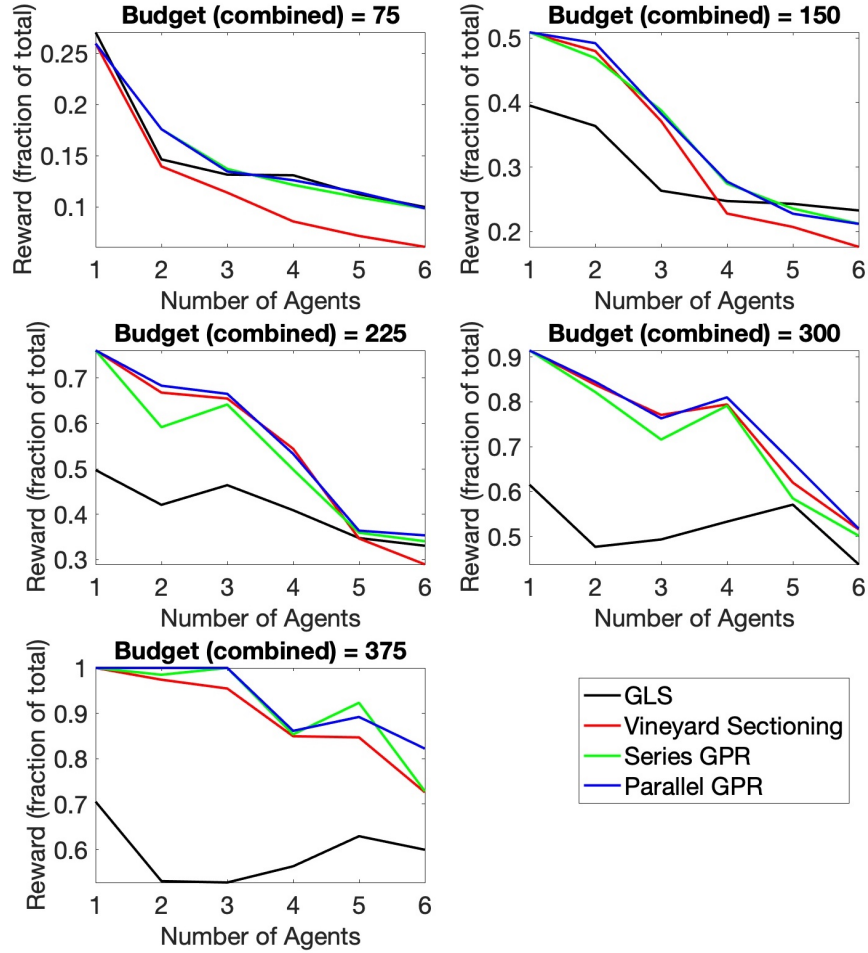 Budget (combined) = 75
Reward (fraction of total)
0.25
0.2
0.15
0.1
1 2 3 4 5 6
Number of Agents
Budget (combined) = 150
Reward (fraction of total)
0.5
0.4
0.3
0.2
1 2 3 4 5 6
Number of Agents
Budget (combined) = 225
Reward (fraction of total)
0.7
0.6
0.5
0.4
0.3
1 2 3 4 5 6
Number of Agents
Budget (combined) = 300
Reward (fraction of total)
0.9
0.8
0.7
0.6
0.5
1 2 3 4 5 6
Number of Agents
Budget (combined) = 375
Reward (fraction of total)
1
0.9
0.8
0.7
0.6
1 2 3 4 5 6
Number of Agents
GLS
Vineyard Sectioning
Series GPR
Parallel GPR